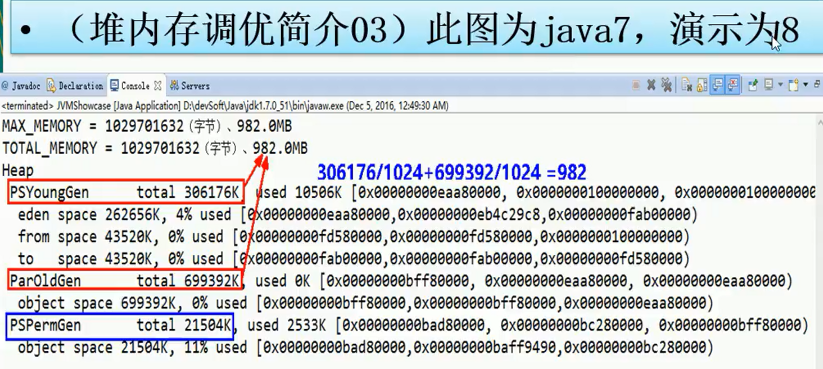 • （堆内存调优简介03）此图为java7，演示为8
@ Javadoc Declaration Console Servers
<terminated> JVMShowcase [Java Application] D:\devSoft\Java\jdk1.7.0_51\bin\javaw.exe (Dec 5, 2016, 12:49:30 AM)
MAX_MEMORY = 1029701632（字节）、982.0MB
TOTAL_MEMORY = 1029701632（字节）、982.0MB
Heap
306176/1024+699392/1024 =982
PSYoungGen total 306176K, used 10506K [0x00000000eaa80000, 0x0000000100000000, 0x0000000100000000
eden space 262656K, 4% used [0x00000000eaa80000,0x00000000eb4c29c8,0x00000000fab00000)
from space 43520K, 0% used [0x00000000fd580000,0x00000000fd580000,0x0000000100000000)
to space 43520K, 0% used [0x00000000fab00000,0x00000000fab00000,0x00000000fd580000)
ParOldGen total 699392K, used 0K [0x00000000bff80000, 0x00000000eaa80000, 0x00000000eaa80000)
object space 699392K, 0% used [0x00000000bff80000,0x00000000bff80000,0x00000000eaa80000)
PSPermGen total 21504K, used 2533K [0x00000000bad80000, 0x00000000bc280000, 0x00000000bff80000)
object space 21504K, 11% used [0x00000000bad80000,0x00000000baff9490,0x00000000bc280000)